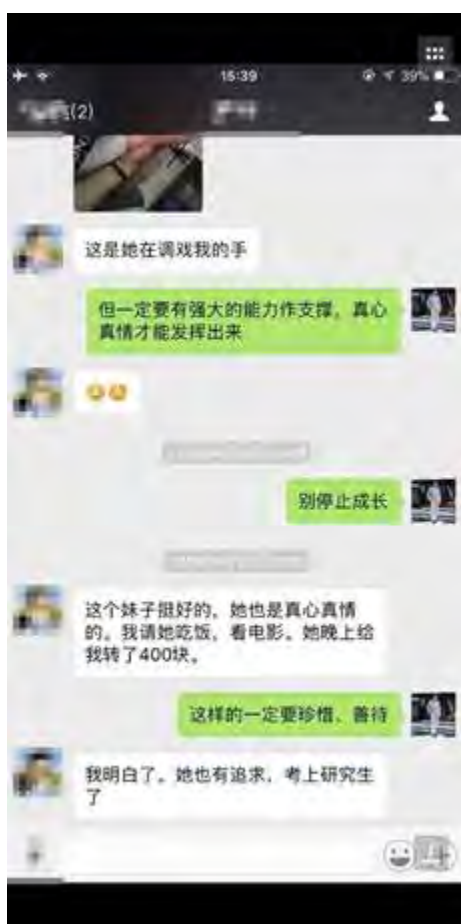 15:39
39%
(2)
这是她在调戏我的手
但一定要有强大的能力作支撑，真心
真情才能发挥出来
别停止成长
这个妹子挺好的，她也是真心真情
的，我请她吃饭，看电影。她晚上给
我转了400块。
这样的一定要珍惜、善待
我明白了。她也有追求，考上研究生
了